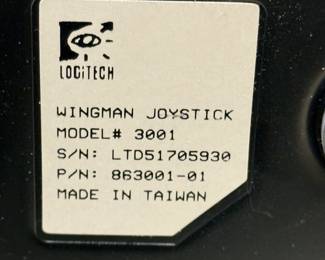 LOGiTECH
WINGMAN JOYSTICK
MODEL# 3001
S/N: LTD51705930
P/N: 863001-01
MADE IN TAIWAN